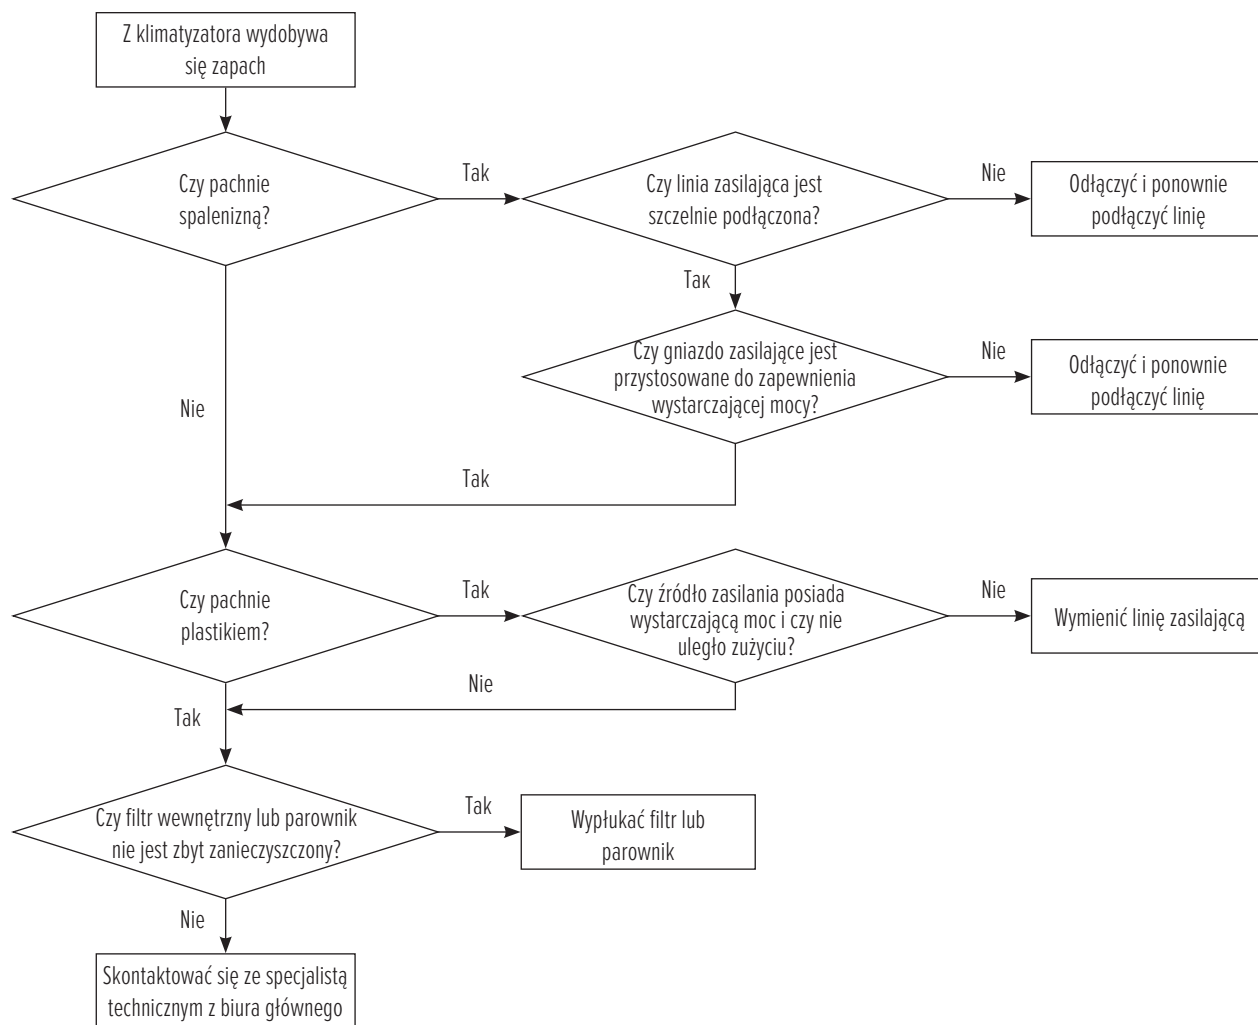 Z klimatyzatora wydobywa
się zapach
Czy pachnie
spalenizną?
Tak
Czy linia zasilająca jest
szczelnie podłączona?
Nie
Odłączyć i ponownie
podłączyć linię
Tak
Czy gniazdo zasilające jest
przystosowane do zapewnienia
wystarczającej mocy?
Nie
Odłączyć i ponownie
podłączyć linię
Nie
Tak
Czy pachnie
plastikiem?
Tak
Czy źródło zasilania posiada
wystarczającą moc i czy nie
uległo zużyciu?
Nie
Wymienić linię zasilającą
Nie
Tak
Czy filtr wewnętrzny lub parownik
nie jest zbyt zanieczyszczony?
Tak
Wypłukać filtr lub
parownik
Nie
Skontaktować się ze specjalistą
technicznym z biura głównego